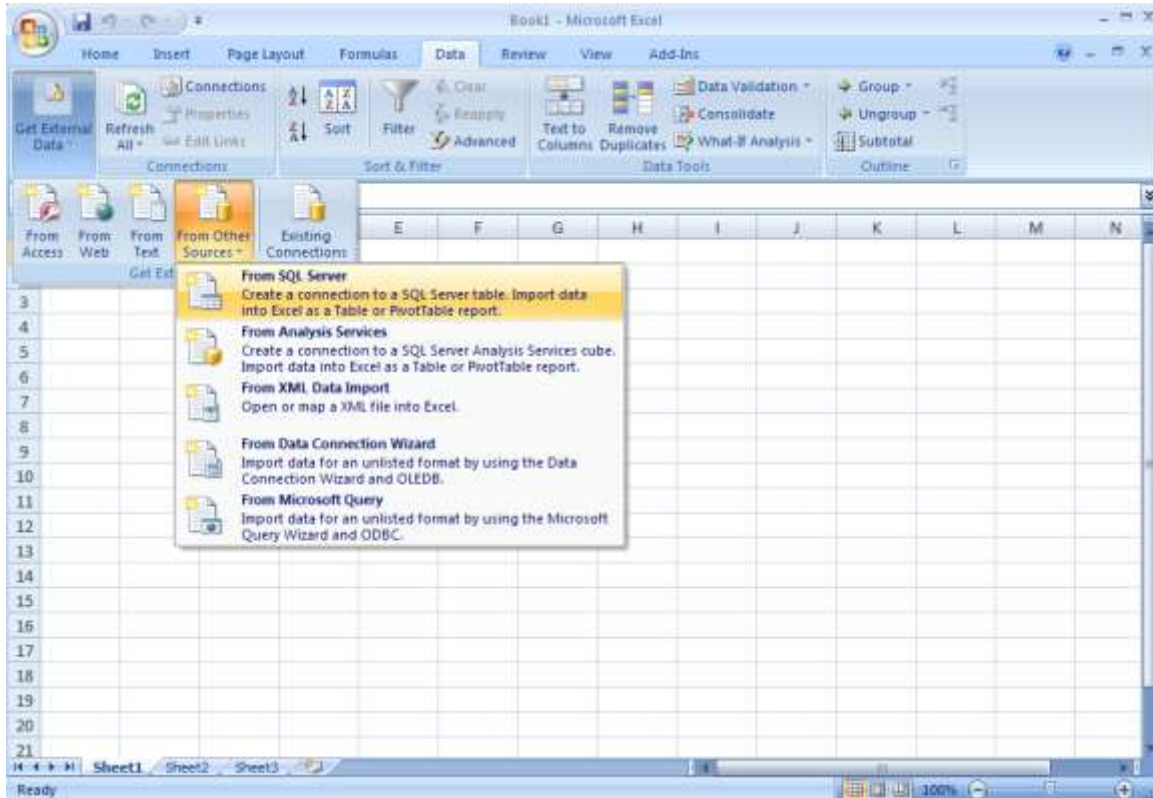 Book1 - Microsoft Excel
Home Insert Page Layout Formulas Data Review View Add-Ins
Get External Data
Refresh All
Connections
Properties
Edit Links
Connections
Sort
Filter
Clear
Reapply
Advanced
Sort & Filter
Text to Columns
Remove Duplicates
Data Validation
Consolidate
What-If Analysis
Data Tools
Group
Ungroup
Subtotal
Outline
From Access
From Web
From Text
From Other Sources
Existing Connections
Get Ext
E F G H I J K L M N
From SQL Server
Create a connection to a SQL Server table. Import data
into Excel as a Table or PivotTable report.
From Analysis Services
Create a connection to a SQL Server Analysis Services cube.
Import data into Excel as a Table or PivotTable report.
From XML Data Import
Open or map a XML file into Excel.
From Data Connection Wizard
Import data for an unlisted format by using the Data
Connection Wizard and OLEDB.
From Microsoft Query
Import data for an unlisted format by using the Microsoft
Query Wizard and ODBC.
3
4
5
6
7
8
9
10
11
12
13
14
15
16
17
18
19
20
21
Sheet1 Sheet2 Sheet3
Ready 100%